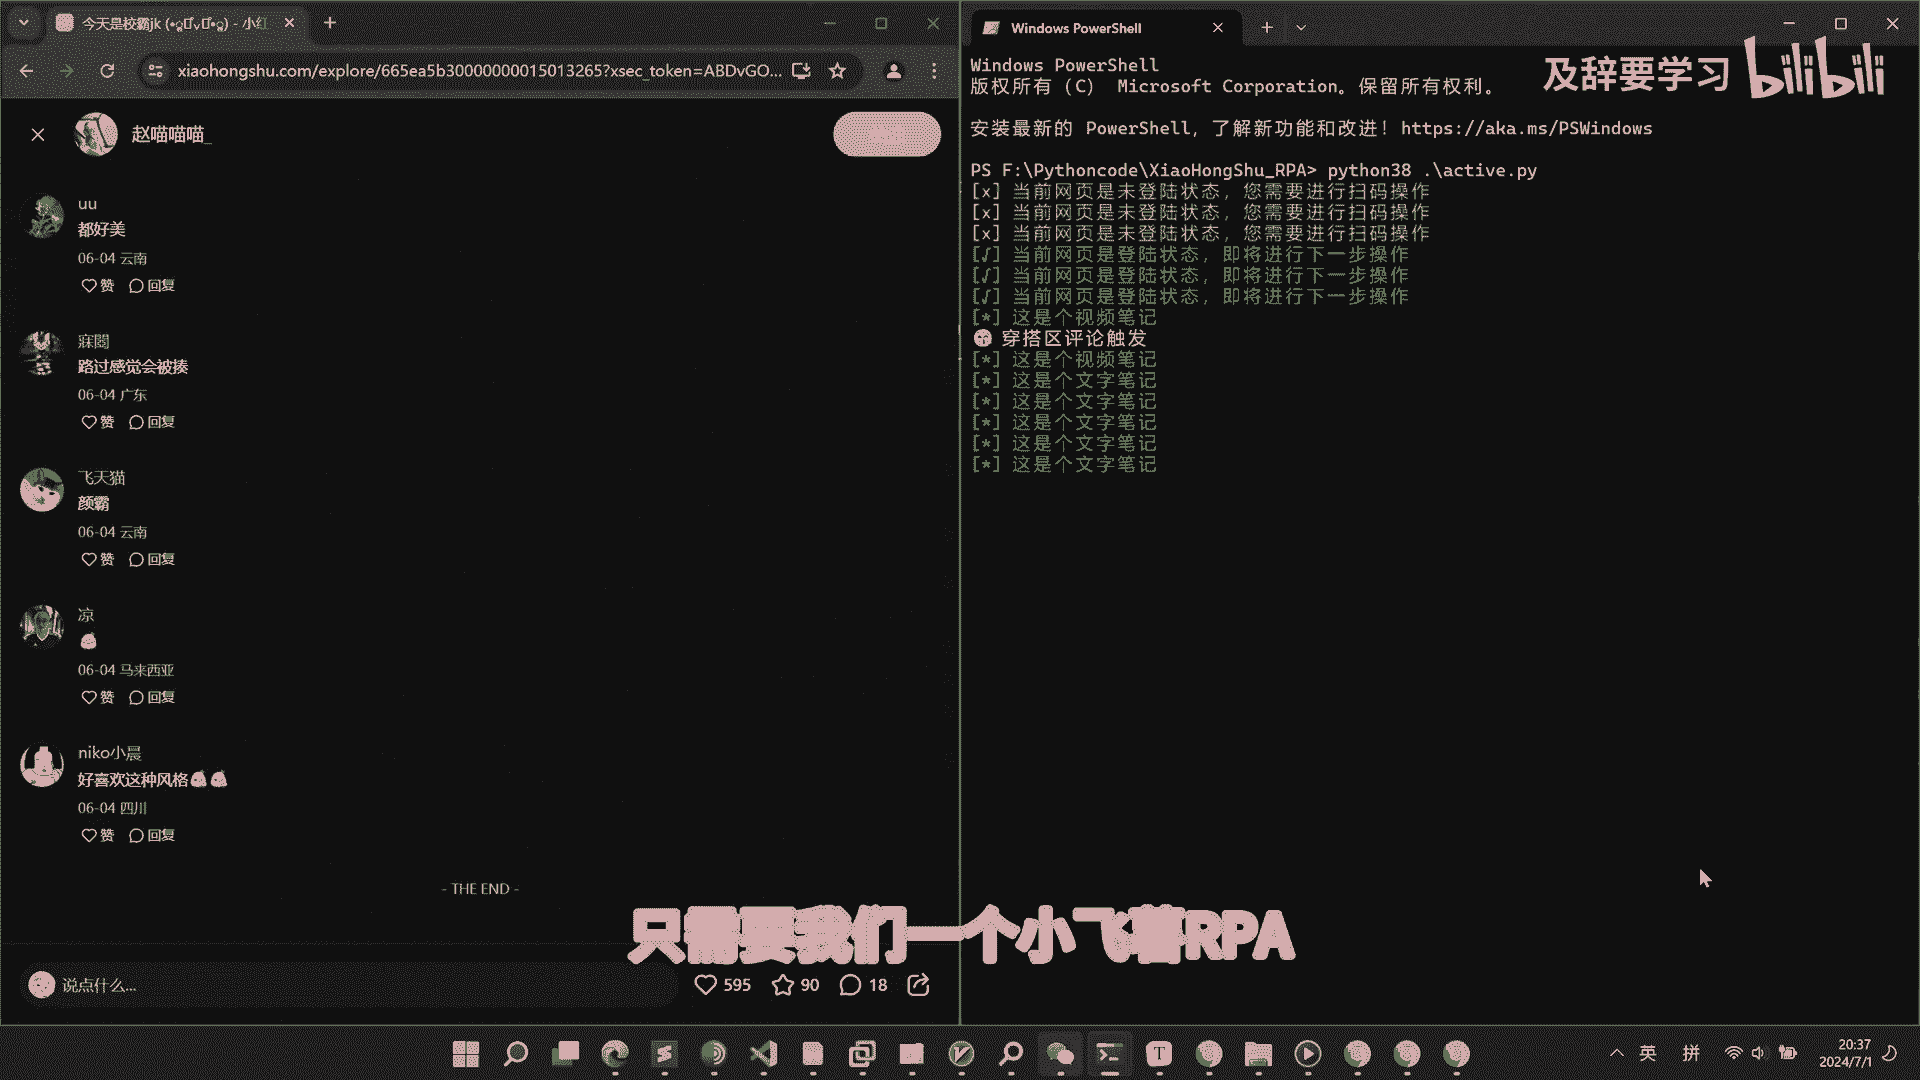 今天是校霸jk
- 小红
xiaohongshu.com/explore/665ea5b30000000015013265?xsec_token=ABDvGO...
赵喵喵喵_
uu
都好美
06-04 云南
赞 回复
寐閼
路过感觉会被揍
06-04 广东
赞 回复
飞天猫
颜霸
06-04 云南
赞 回复
凉
06-04 马来西亚
赞 回复
niko小晨
好喜欢这种风格
06-04 四川
赞 回复
- THE END -
说点什么...
595 90 18
Windows PowerShell
及辞要学习 bilibili
Windows PowerShell
版权所有 (C) Microsoft Corporation。保留所有权利。
安装最新的 PowerShell，了解新功能和改进！https://aka.ms/PSWindows
PS F:\Pythoncode\XiaoHongShu_RPA> python38 .\active.py
[x] 当前网页是未登陆状态，您需要进行扫码操作
[x] 当前网页是未登陆状态，您需要进行扫码操作
[x] 当前网页是未登陆状态，您需要进行扫码操作
[√] 当前网页是登陆状态，即将进行下一步操作
[√] 当前网页是登陆状态，即将进行下一步操作
[√] 当前网页是登陆状态，即将进行下一步操作
[*] 这是个视频笔记
穿搭区评论触发
[*] 这是个视频笔记
[*] 这是个文字笔记
[*] 这是个文字笔记
[*] 这是个文字笔记
[*] 这是个文字笔记
[*] 这是个文字笔记
只需要我们一个小飞薯RPA
英 拼
20:37
2024/7/1